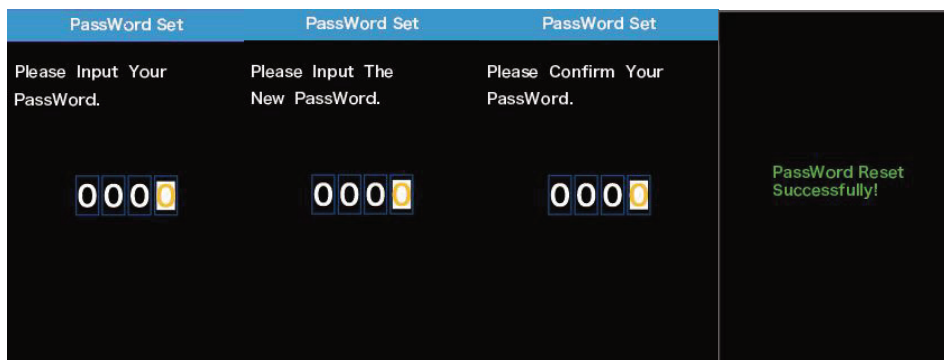 PassWord Set
Please Input Your
PassWord.
0000
PassWord Set
Please Input The
New PassWord.
0000
PassWord Set
Please Confirm Your
PassWord.
0000
PassWord Reset
Successfully!